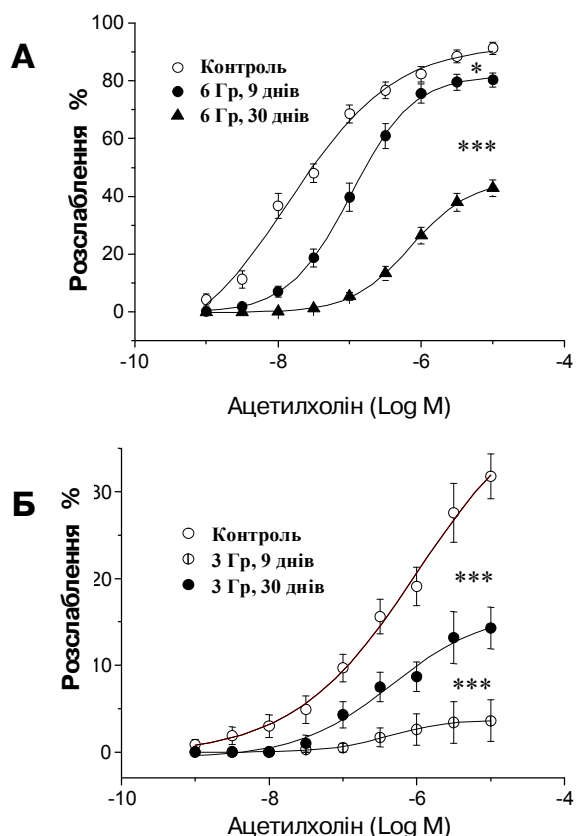 А
Розслаблення %
100
80
60
40
20
0
Контроль
6 Гр, 9 днів
6 Гр, 30 днів
*
***
-10
-8
-6
-4
Ацетилхолін (Log M)
Б
Розслаблення %
30
20
10
0
Контроль
3 Гр, 9 днів
3 Гр, 30 днів
***
***
-10
-8
-6
-4
Ацетилхолін (Log M)